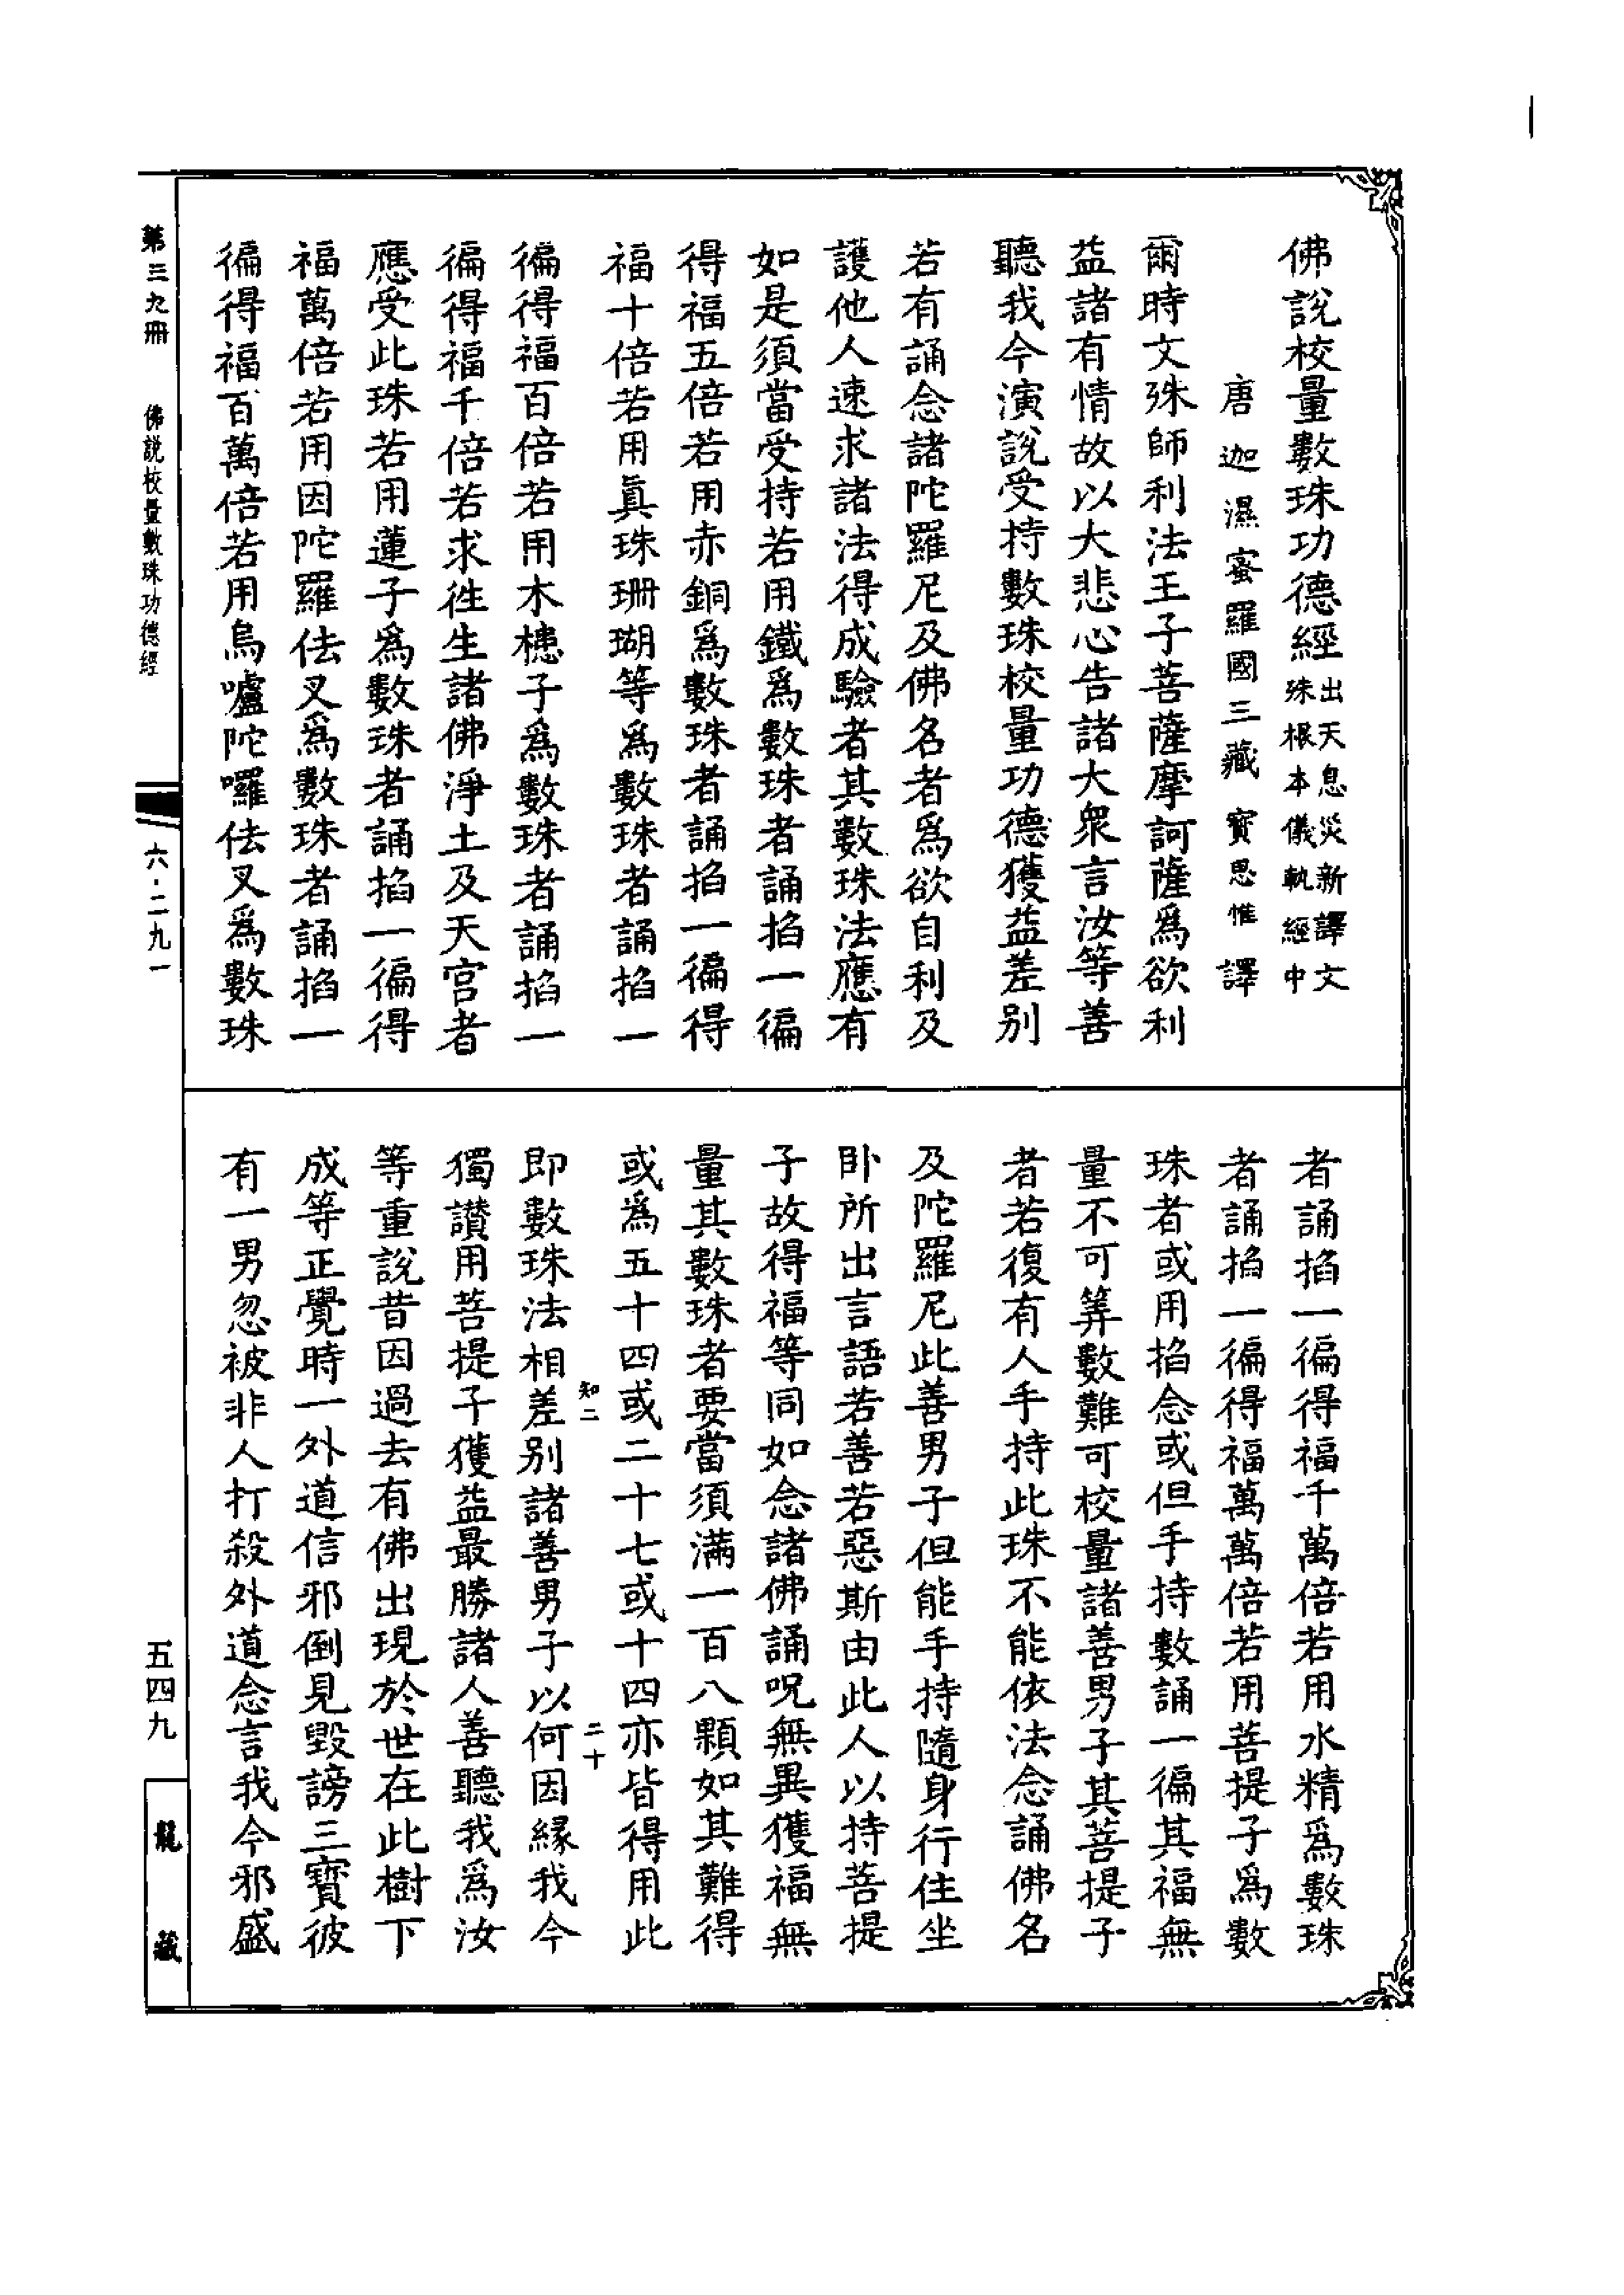 佛說校量數珠功德經出天息災新譯文
殊根本儀軌經中
唐迦濕蜜羅國三藏寶思惟譯
爾時文殊師利法王子菩薩摩訶薩爲欲利
益諸有情故以大悲心告諸大衆言汝等善
聽我今演說受持數珠校量功德獲益差别
若有誦念諸陀羅尼及佛名者爲欲自利及
護他人速求諸法得成驗者其數珠法應有
如是須當受持若用鐵爲數珠者誦掐一徧
得福五倍若用赤銅爲數珠者誦掐一徧得
福十倍若用眞珠珊瑚等爲數珠者誦掐一
徧得福百倍若用木槵子爲數珠者誦掐一
徧得福千倍若求徃生諸佛淨土及天宮者
應受此珠若用蓮子爲數珠者誦掐一徧得
福萬倍若用因陀羅佉叉爲數珠者誦掐一
徧得福百萬倍若用烏嚧陀囉佉叉爲數珠
者誦掐一徧得福千萬倍若用水精爲數珠
者誦掐一徧得福萬萬倍若用菩提子爲數
珠者或用掐念或但手持數誦一徧其福無
量不可筭數難可校量諸善男子其菩提子
者若復有人手持此珠不能依法念誦佛名
及陀羅尼此善男子但能手持隨身行住坐
卧所出言語若善若惡斯由此人以持菩提
子故得福等同如念諸佛誦呪無異獲福無
量其數珠者要當須滿一百八顆如其難得
或爲五十四或二十七或十四亦皆得用此
知二
二十
即數珠法相差别諸善男子以何因緣我今
獨讃用菩提子獲益最勝諸人善聽我爲汝
等重說昔因過去有佛出現於世在此樹下
成等正覺時一外道信邪倒見毀謗三寶彼
有一男忽被非人打殺外道念言我今邪盛
第三九冊
佛說校量數珠功德經
六·二九一
五四九
龍藏